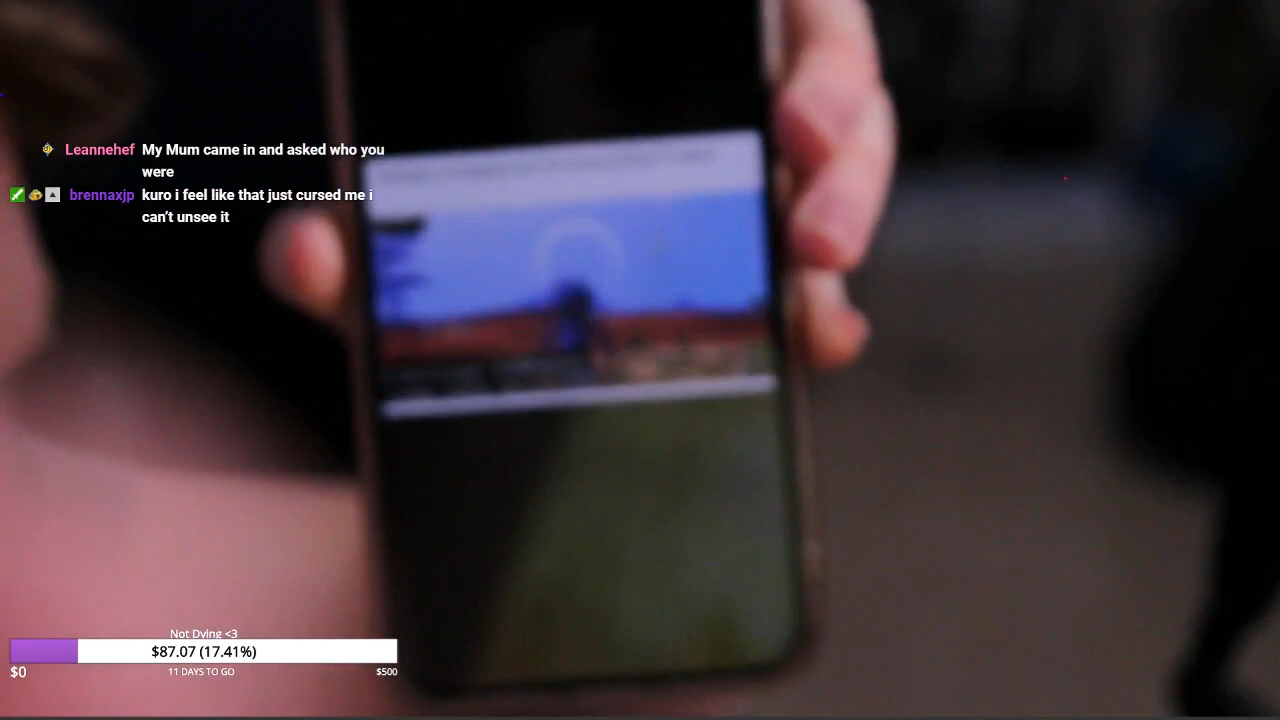 Leannehef My Mum came in and asked who you
were
brennaxjp kuro i feel like that just cursed me i
can't unsee it
Not Dying <3
$87.07 (17.41%)
$0 11 DAYS TO GO $500